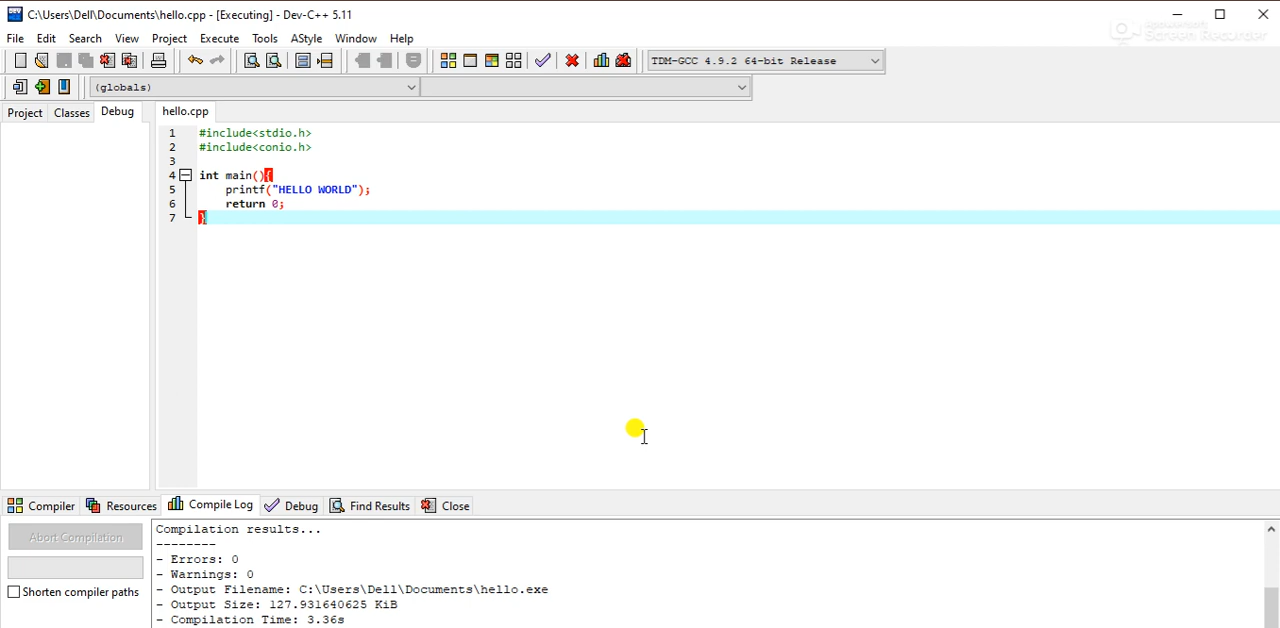 C:\Users\Dell\Documents\hello.cpp - [Executing] - Dev-C++ 5.11
File Edit Search View Project Execute Tools AStyle Window Help
Screen Recorder
TDM-GCC 4.9.2 64-bit Release
(globals)
Project Classes Debug hello.cpp
1 #include<stdio.h>
2 #include<conio.h>
3
4 int main(){
5 printf("HELLO WORLD");
6 return 0;
7 }
Compiler Resources Compile Log Debug Find Results Close
Abort Compilation
Shorten compiler paths
Compilation results...
--------
- Errors: 0
- Warnings: 0
- Output Filename: C:\Users\Dell\Documents\hello.exe
- Output Size: 127.931640625 KiB
- Compilation Time: 3.36s